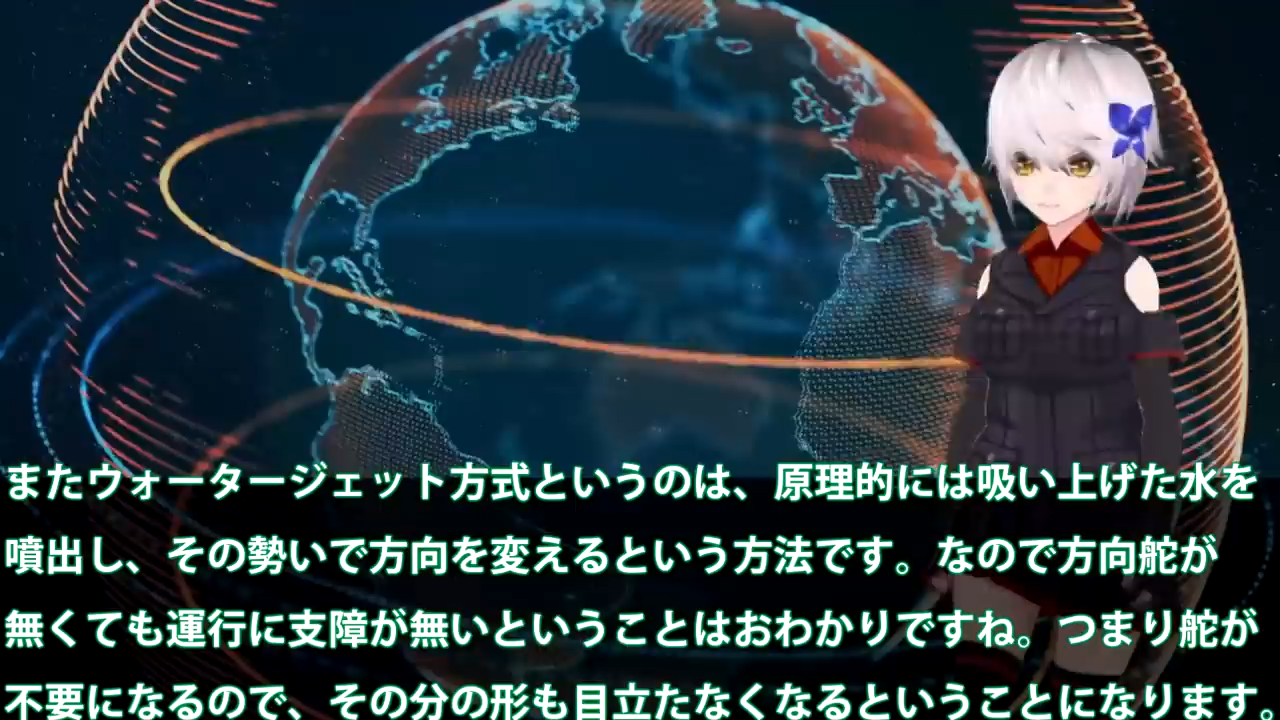 またウォータージェット方式というのは、原理的には吸い上げた水を
噴出し、その勢いで方向を変えるという方法です。なので方向舵が
無くても運行に支障が無いということはおわかりですね。つまり舵が
不要になるので、その分の形も目立たなくなるということになります。